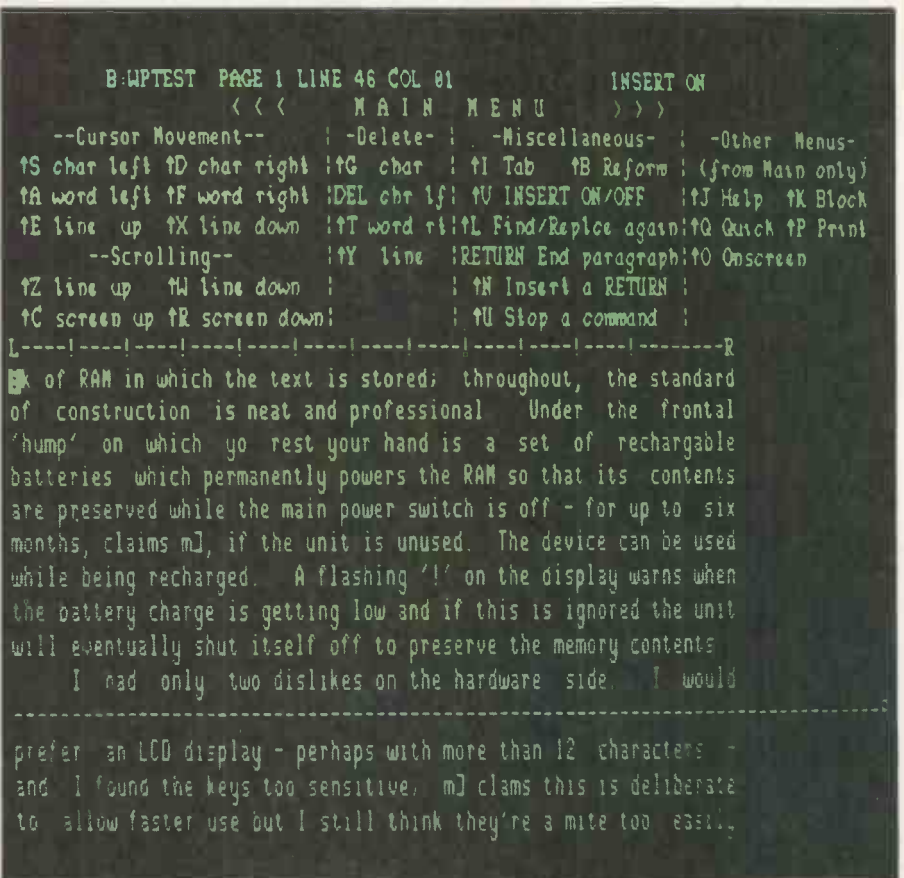 B:WPTEST PAGE 1 LINE 46 COL 01 INSERT ON
< < < M A I N M E N U > > >
--Cursor Movement-- | -Delete- | -Miscellaneous- | -Other Menus-
↑S char left ↑D char right |↑G char | ↑I Tab ↑B Reform | (from Main only)
↑A word left ↑F word right |DEL chr lf| ↑V INSERT ON/OFF |↑J Help ↑K Block
↑E line up ↑X line down |↑T word rt|↑L Find/Replce again|↑Q Quick ↑P Print
--Scrolling-- |↑Y line |RETURN End paragraph|↑O Onscreen
↑Z line up ↑W line down | | ↑N Insert a RETURN |
↑C screen up ↑R screen down| | ↑U Stop a command |
L----!----!----!----!----!----!----!----!----!----!----!--------R
8k of RAM in which the text is stored; throughout, the standard
of construction is neat and professional Under the frontal
'hump' on which yo rest your hand is a set of rechargable
batteries which permanently powers the RAM so that its contents
are preserved while the main power switch is off - for up to six
months, claims mJ, if the unit is unused. The device can be used
while being recharged. A flashing '!' on the display warns when
the battery charge is getting low and if this is ignored the unit
will eventually shut itself off to preserve the memory contents
I had only two dislikes on the hardware side. I would
prefer an LCD display - perhaps with more than 12 characters -
and I found the keys too sensitive, mJ clams this is deliberate
to allow faster use but I still think they're a mite too easily